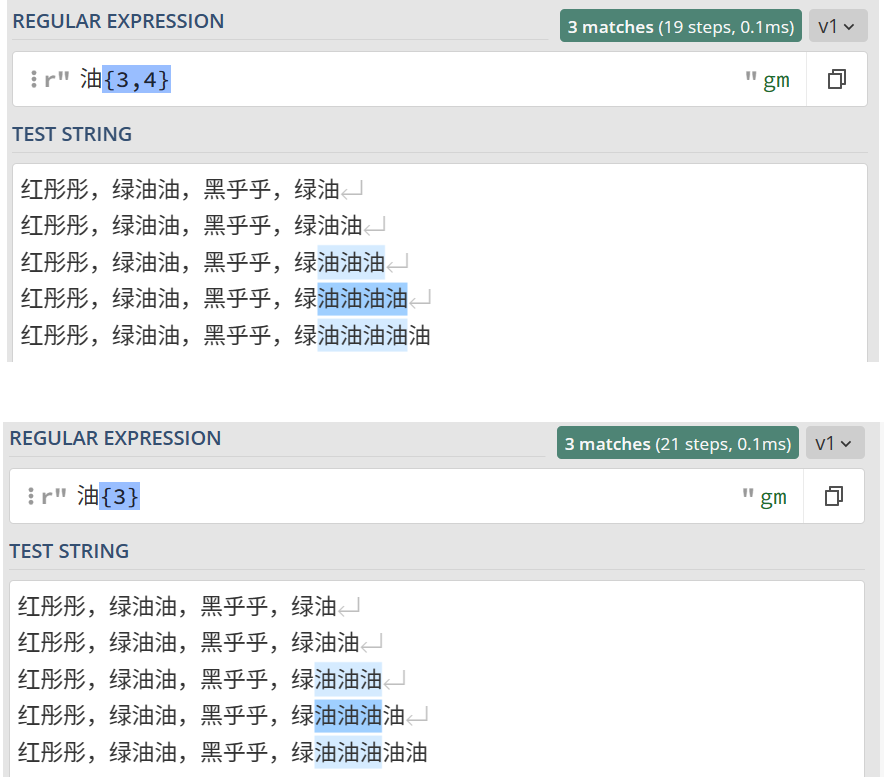 REGULAR EXPRESSION
3 matches (19 steps, 0.1ms) v1
r" 油{3,4} " gm
TEST STRING
红彤彤，绿油油，黑乎乎，绿油
红彤彤，绿油油，黑乎乎，绿油油
红彤彤，绿油油，黑乎乎，绿油油油
红彤彤，绿油油，黑乎乎，绿油油油油
红彤彤，绿油油，黑乎乎，绿油油油油油
REGULAR EXPRESSION
3 matches (21 steps, 0.1ms) v1
r" 油{3} " gm
TEST STRING
红彤彤，绿油油，黑乎乎，绿油
红彤彤，绿油油，黑乎乎，绿油油
红彤彤，绿油油，黑乎乎，绿油油油
红彤彤，绿油油，黑乎乎，绿油油油油
红彤彤，绿油油，黑乎乎，绿油油油油油